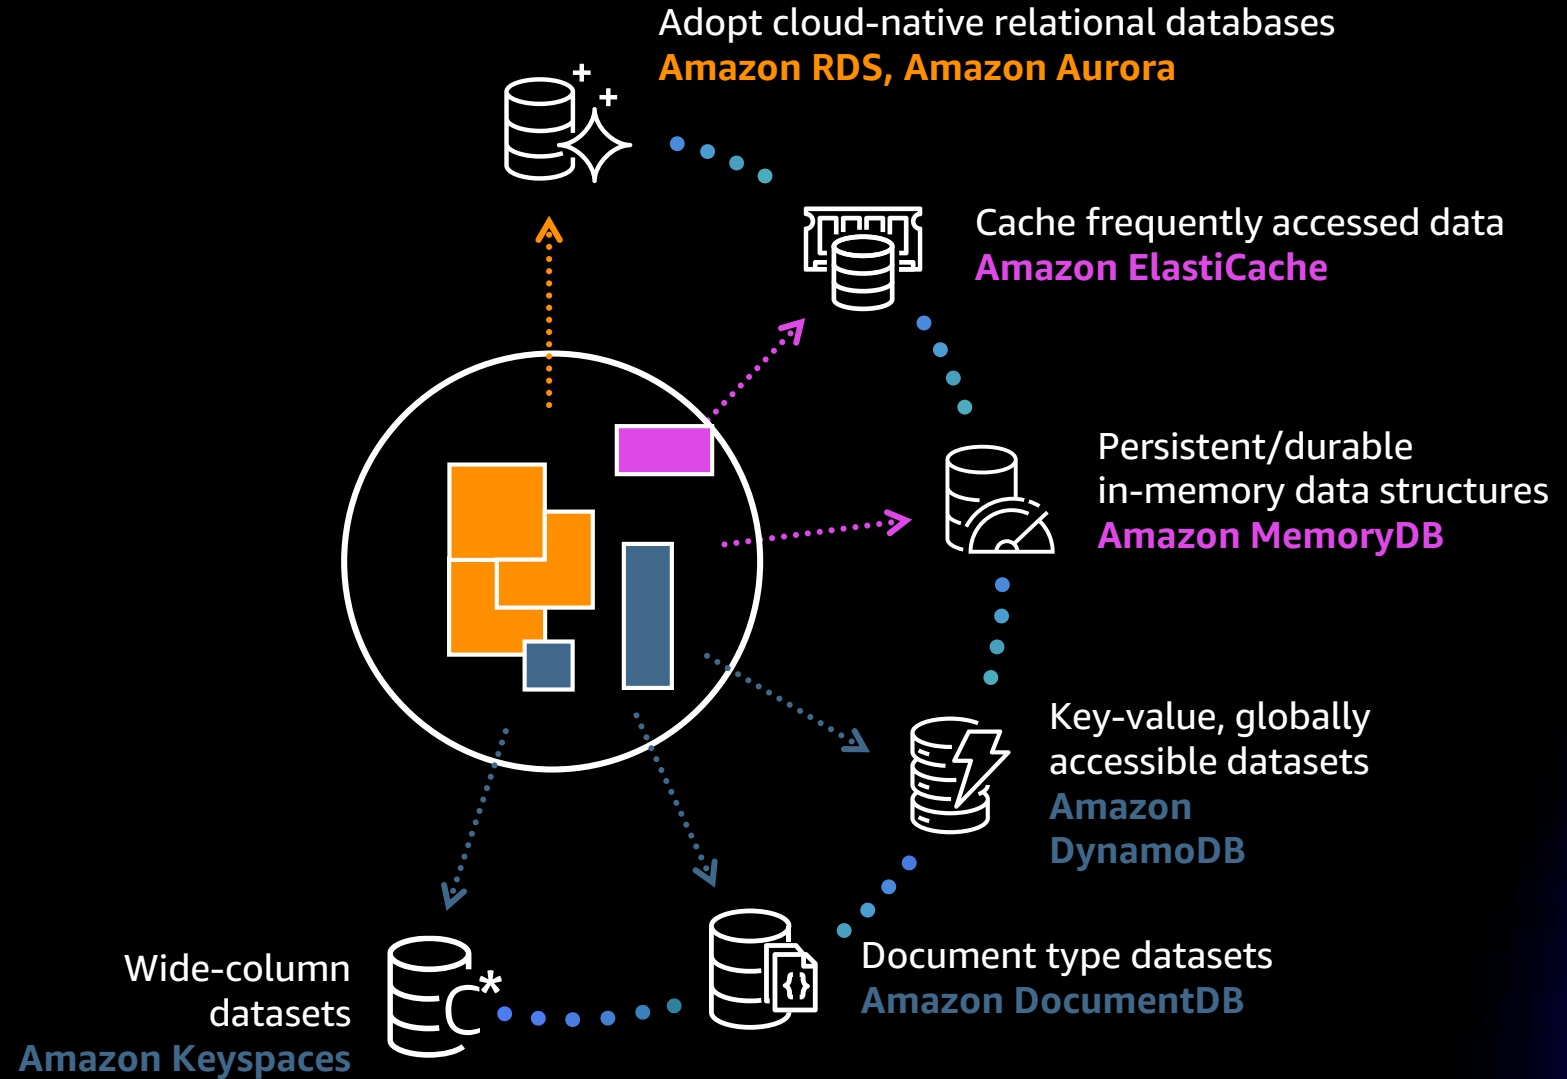 Adopt cloud-native relational databases
Amazon RDS, Amazon Aurora
Cache frequently accessed data
Amazon ElastiCache
Persistent/durable
in-memory data structures
Amazon MemoryDB
Key-value, globally
accessible datasets
Amazon
DynamoDB
Document type datasets
Amazon DocumentDB
{}
Wide-column
datasets
Amazon Keyspaces
C*